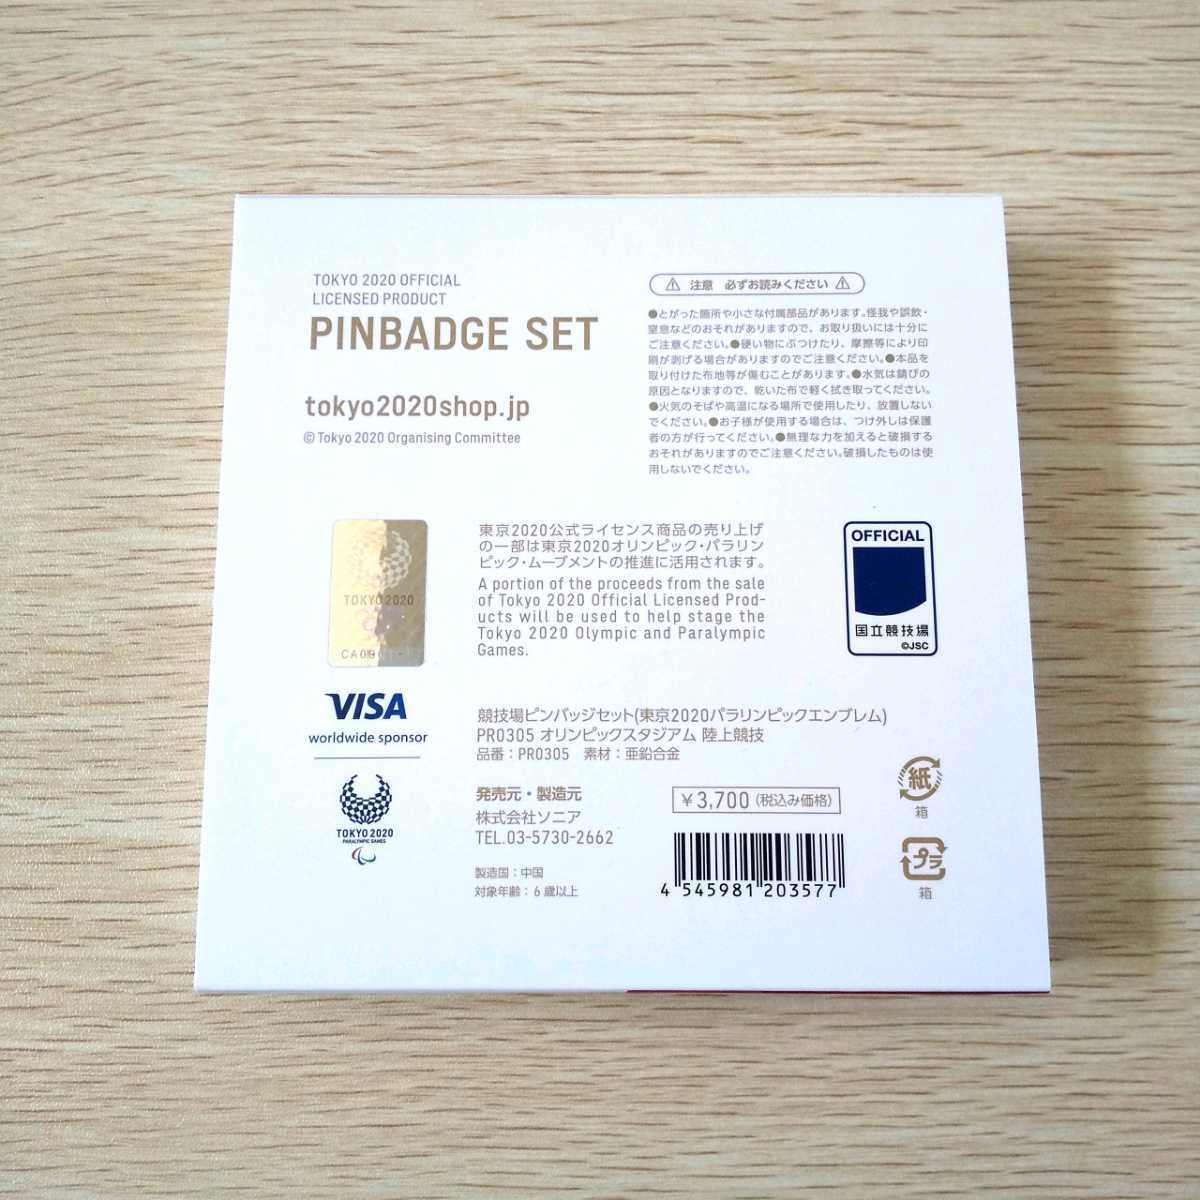 TOKYO 2020 OFFICIAL
LICENSED PRODUCT
PINBADGE SET
tokyo2020shop.jp
© Tokyo 2020 Organising Committee
注意 必ずお読みください
●とがった箇所や小さな付属部品があります。怪我や誤飲・
窒息などのおそれがありますので、お取り扱いには十分に
ご注意ください。●硬い物にぶつけたり、摩擦等により印
刷が剥げる場合がありますのでご注意ください。●本品を
取り付けた布地等が傷むことがあります。●水気は錆びの
原因となりますので、乾いた布で軽く拭き取ってください。
●火気のそばや高温になる場所で使用したり、放置しない
でください。●お子様が使用する場合は、つけ外しは保護
者の方が行ってください。●無理な力を加えると破損する
おそれがありますのでご注意ください。破損したものは使
用しないでください。
TOKYO 2020
東京2020公式ライセンス商品の売り上げ
の一部は東京2020オリンピック・パラリン
ピック・ムーブメントの推進に活用されます。
A portion of the proceeds from the sale
of Tokyo 2020 Official Licensed Prod-
ucts will be used to help stage the
Tokyo 2020 Olympic and Paralympic
Games.
OFFICIAL
国立競技場
©JSC
VISA
worldwide sponsor
TOKYO 2020
PARALYMPIC GAMES
競技場ピンバッジセット(東京2020パラリンピックエンブレム)
PR0305 オリンピックスタジアム 陸上競技
品番：PR0305 素材：亜鉛合金
発売元・製造元
株式会社ソニア
TEL.03-5730-2662
製造国：中国
対象年齢：6歳以上
￥3,700(税込み価格)
4 545981 203577
紙
箱
プラ
箱